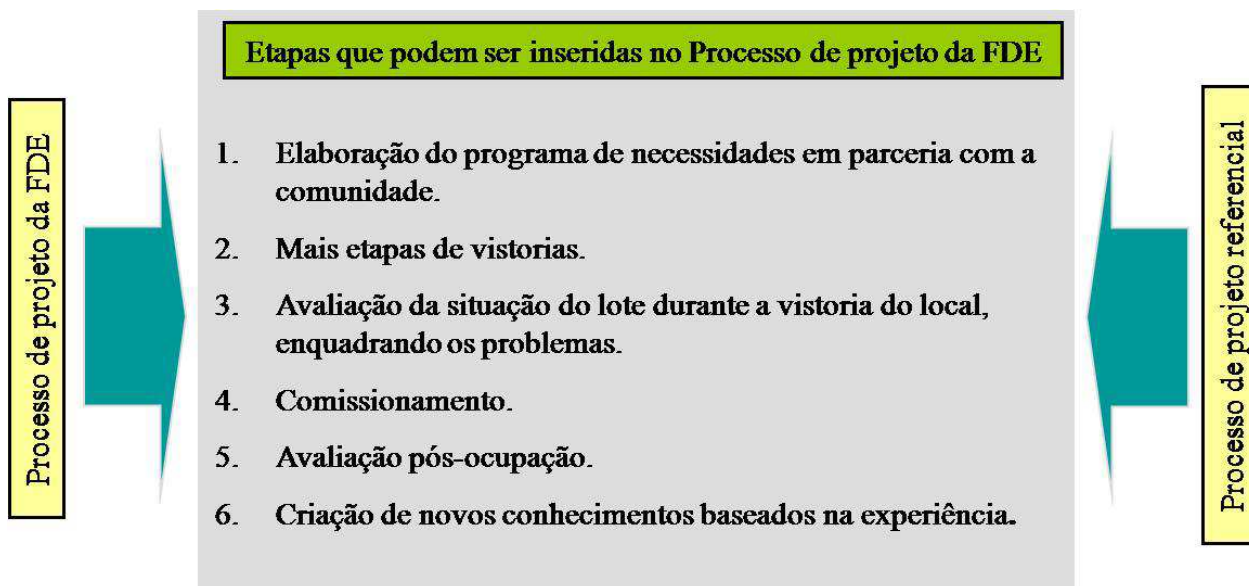 Processo de projeto da FDE
Etapas que podem ser inseridas no Processo de projeto da FDE
1. Elaboração do programa de necessidades em parceria com a
comunidade.
2. Mais etapas de vistorias.
3. Avaliação da situação do lote durante a vistoria do local,
enquadrando os problemas.
4. Comissionamento.
5. Avaliação pós-ocupação.
6. Criação de novos conhecimentos baseados na experiência.
Processo de projeto referencial